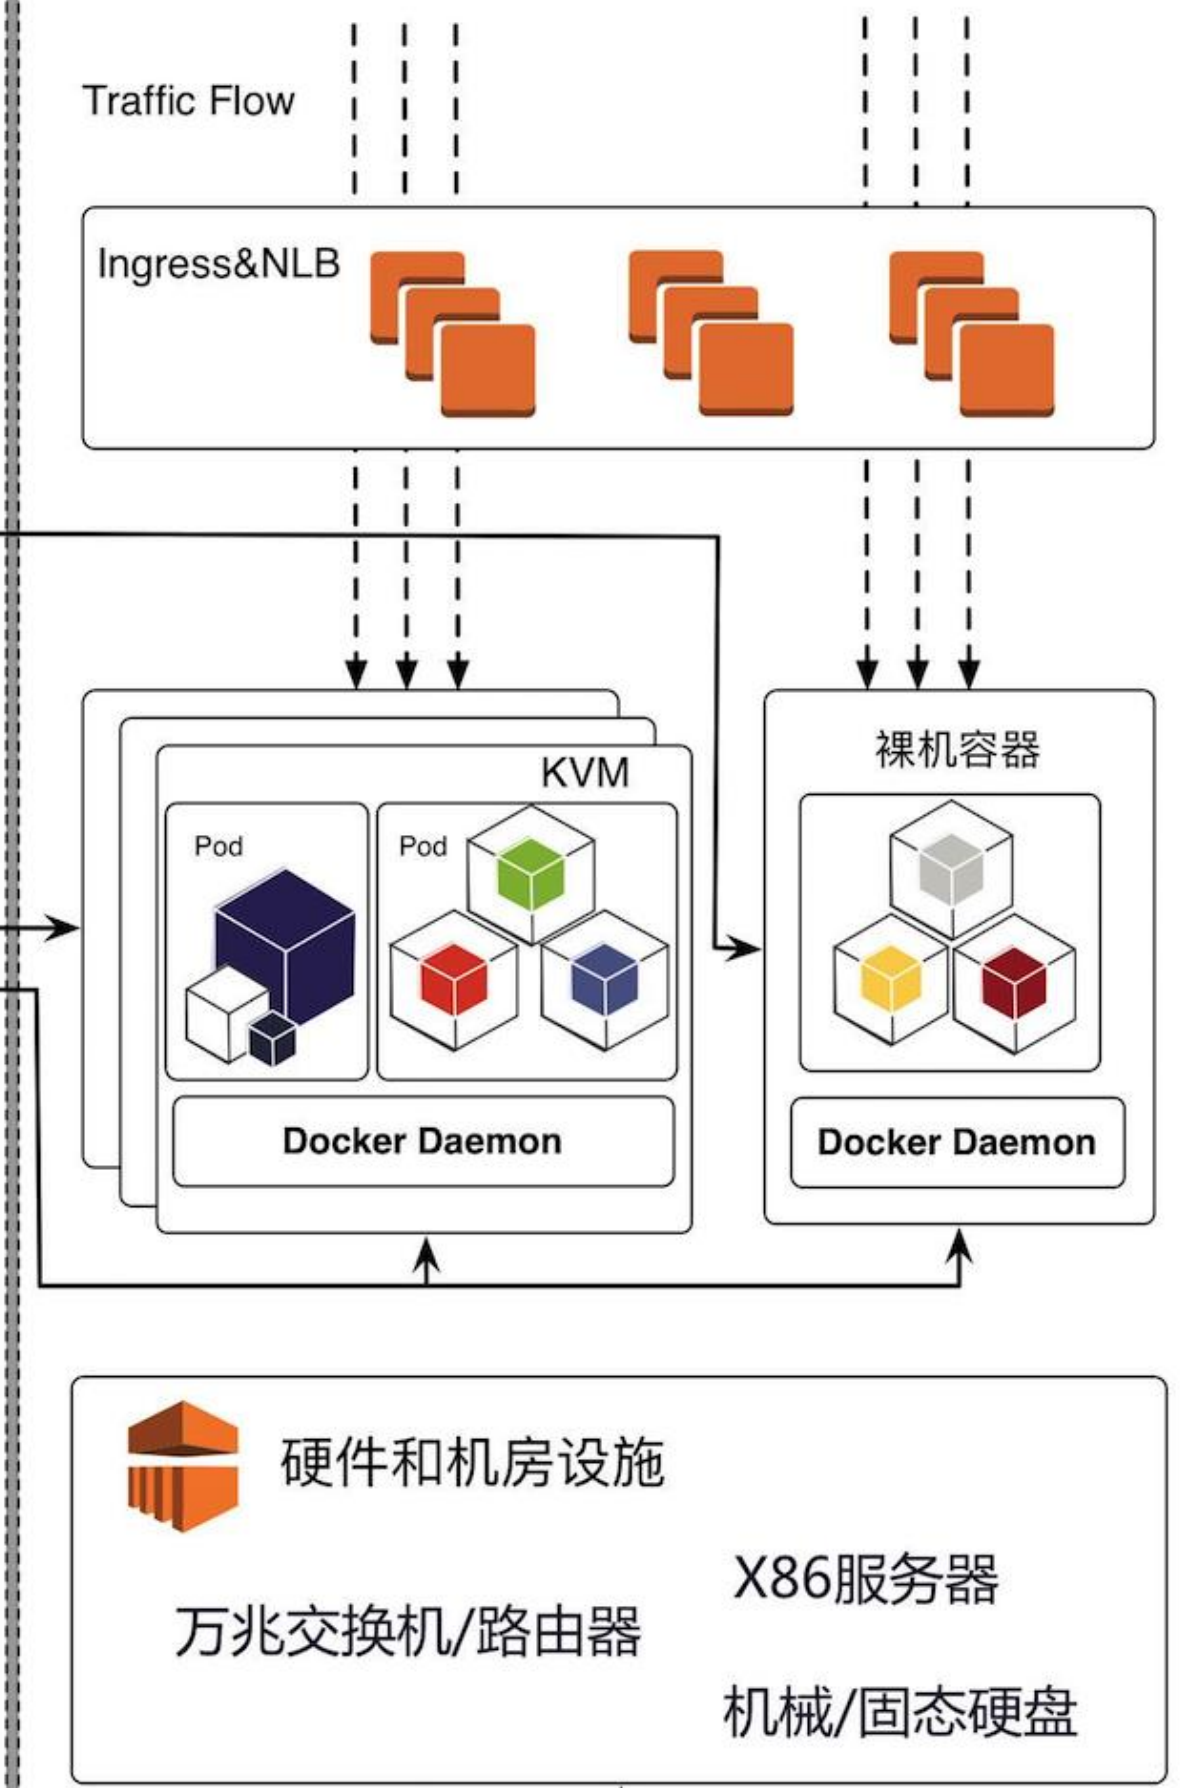 Traffic Flow
Ingress&NLB
KVM
Pod
Pod
Docker Daemon
裸机容器
Docker Daemon
硬件和机房设施
X86服务器
万兆交换机/路由器
机械/固态硬盘